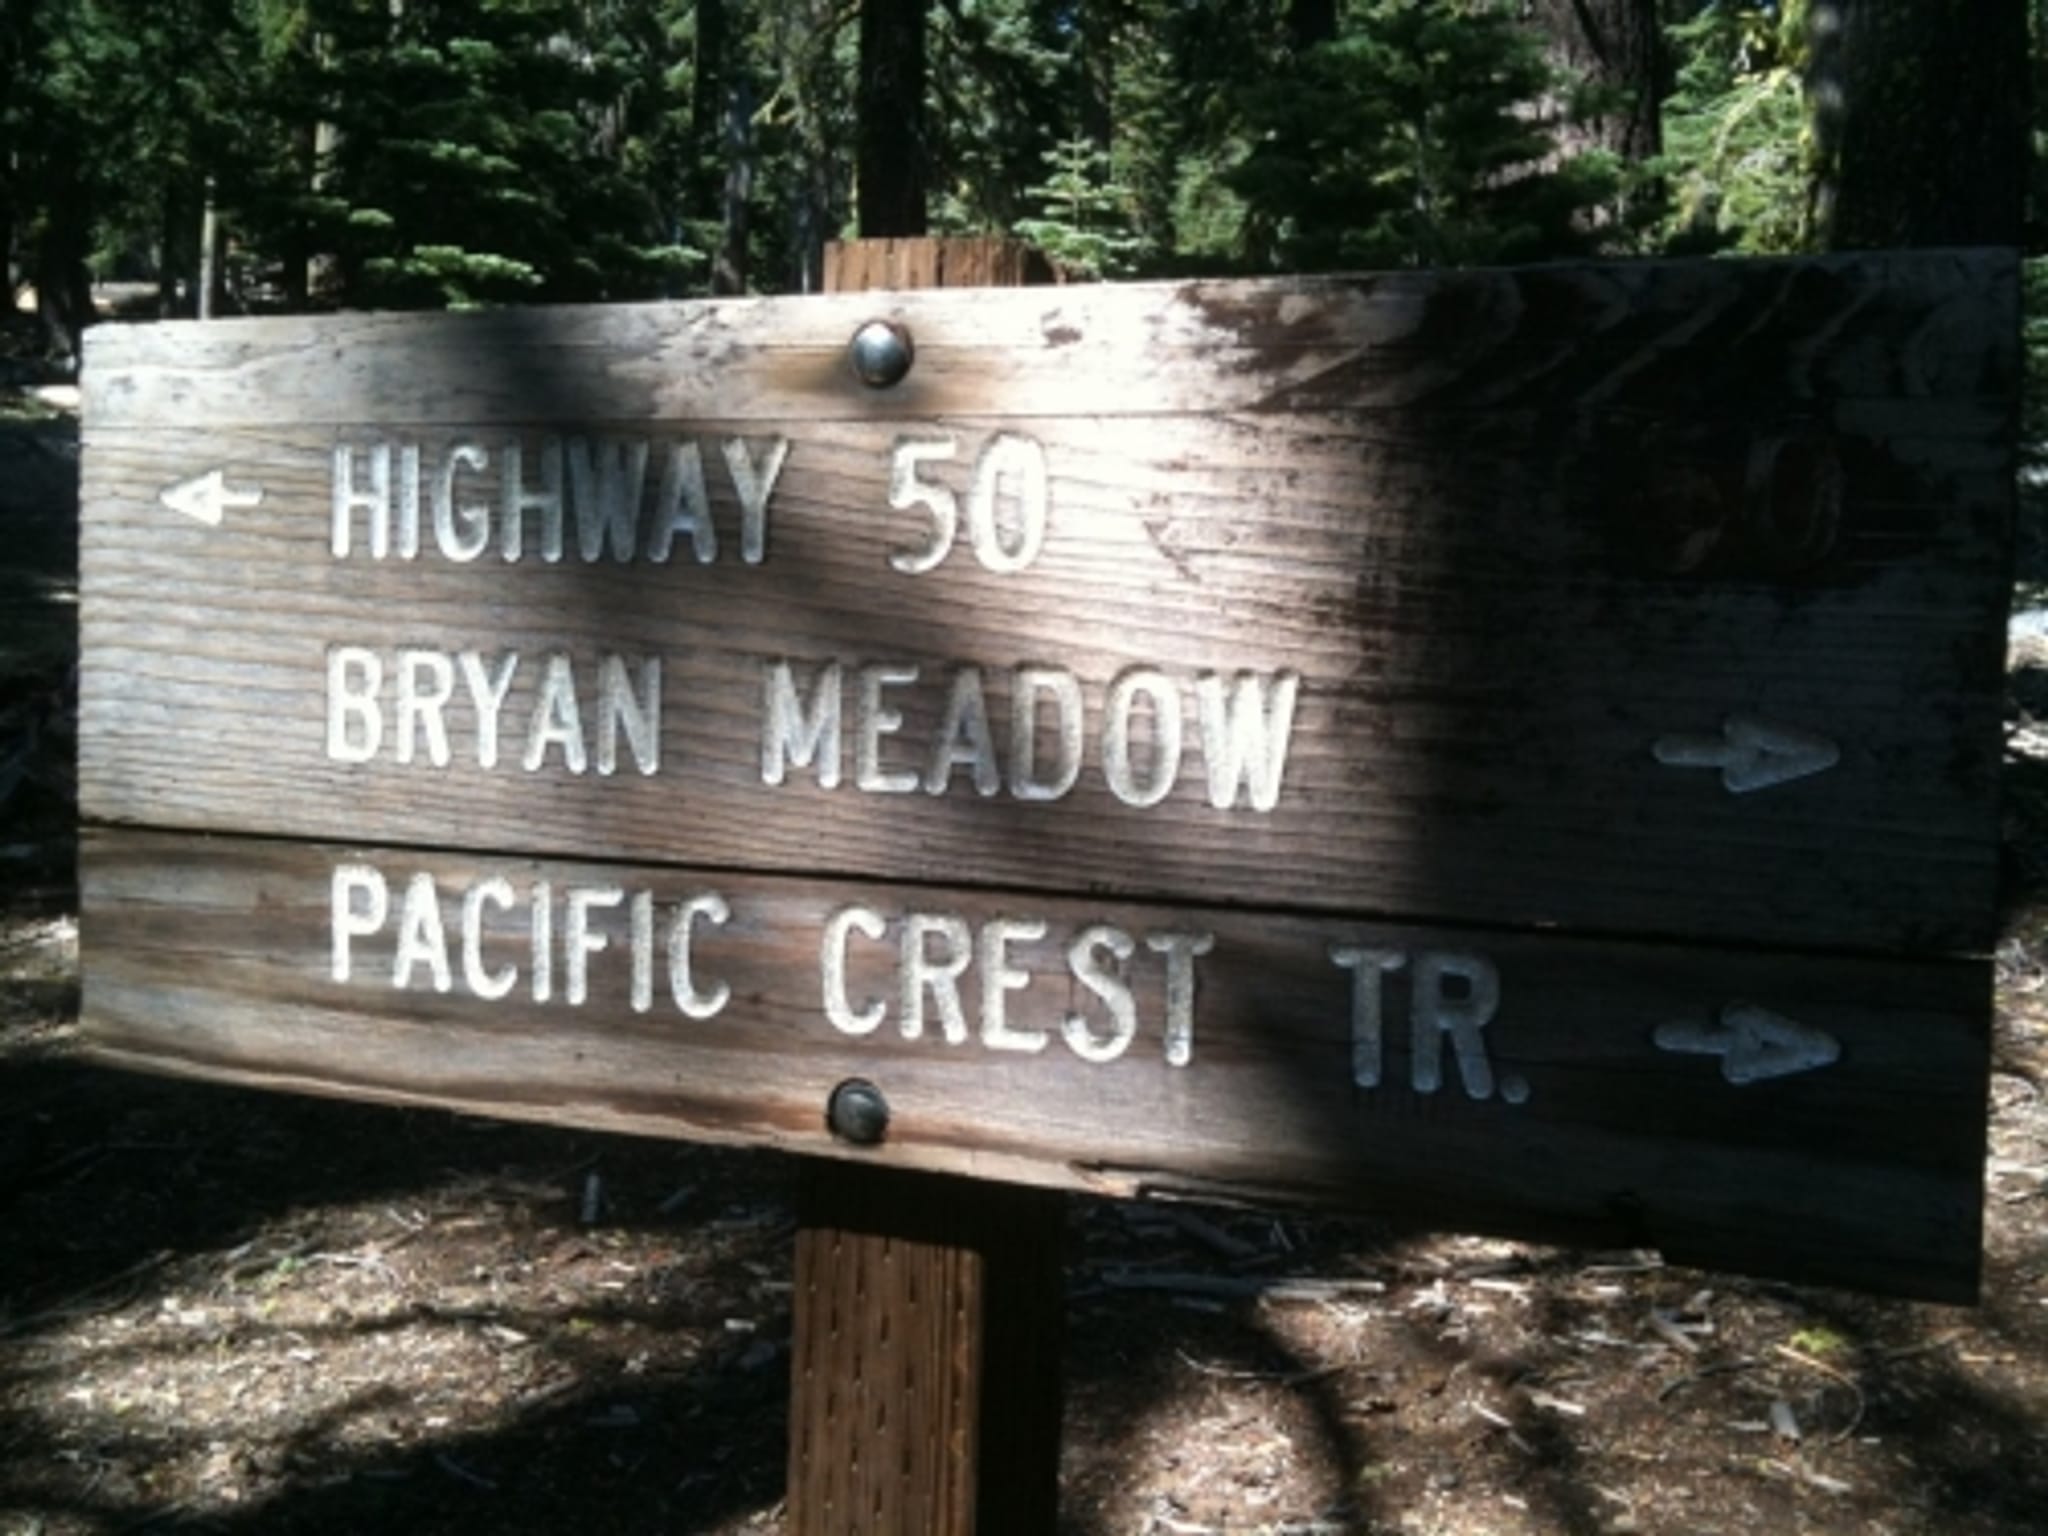 ← HIGHWAY 50
BRYAN MEADOW →
PACIFIC CREST TR. →